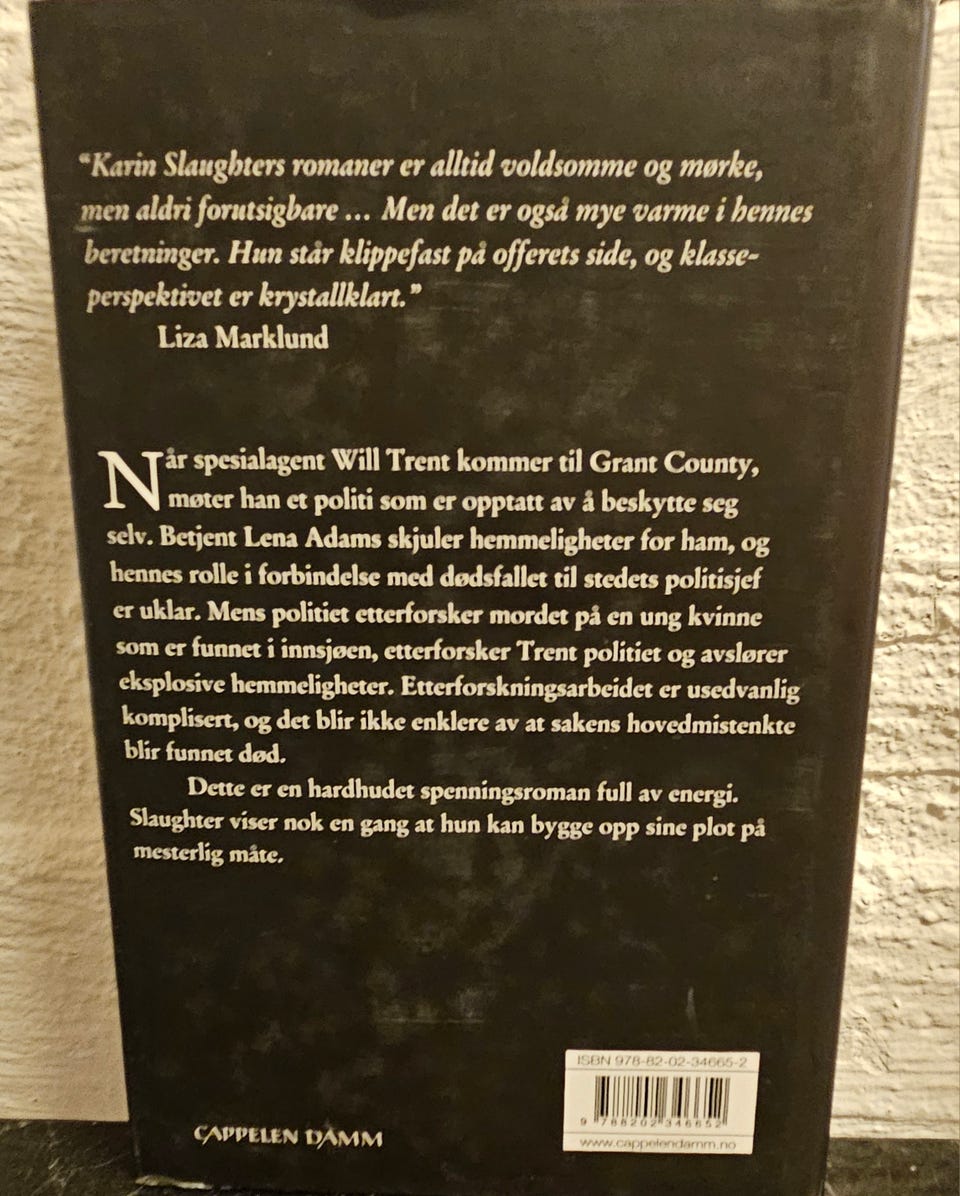 “Karin Slaughters romaner er alltid voldsomme og mørke,
men aldri forutsigbare ... Men det er også mye varme i hennes
beretninger. Hun står klippefast på offerets side, og klasse-
perspektivet er krystallklart.”
Liza Marklund
Når spesialagent Will Trent kommer til Grant County,
møter han et politi som er opptatt av å beskytte seg
selv. Betjent Lena Adams skjuler hemmeligheter for ham, og
hennes rolle i forbindelse med dødsfallet til stedets politisjef
er uklar. Mens politiet etterforsker mordet på en ung kvinne
som er funnet i innsjøen, etterforsker Trent politiet og avslører
eksplosive hemmeligheter. Etterforskningsarbeidet er usedvanlig
komplisert, og det blir ikke enklere av at sakens hovedmistenkte
blir funnet død.
Dette er en hardhudet spenningsroman full av energi.
Slaughter viser nok en gang at hun kan bygge opp sine plot på
mesterlig måte.
ISBN 978-82-02-34665-2
9 788202 346652
www.cappelendamm.no
CAPPELEN DAMM